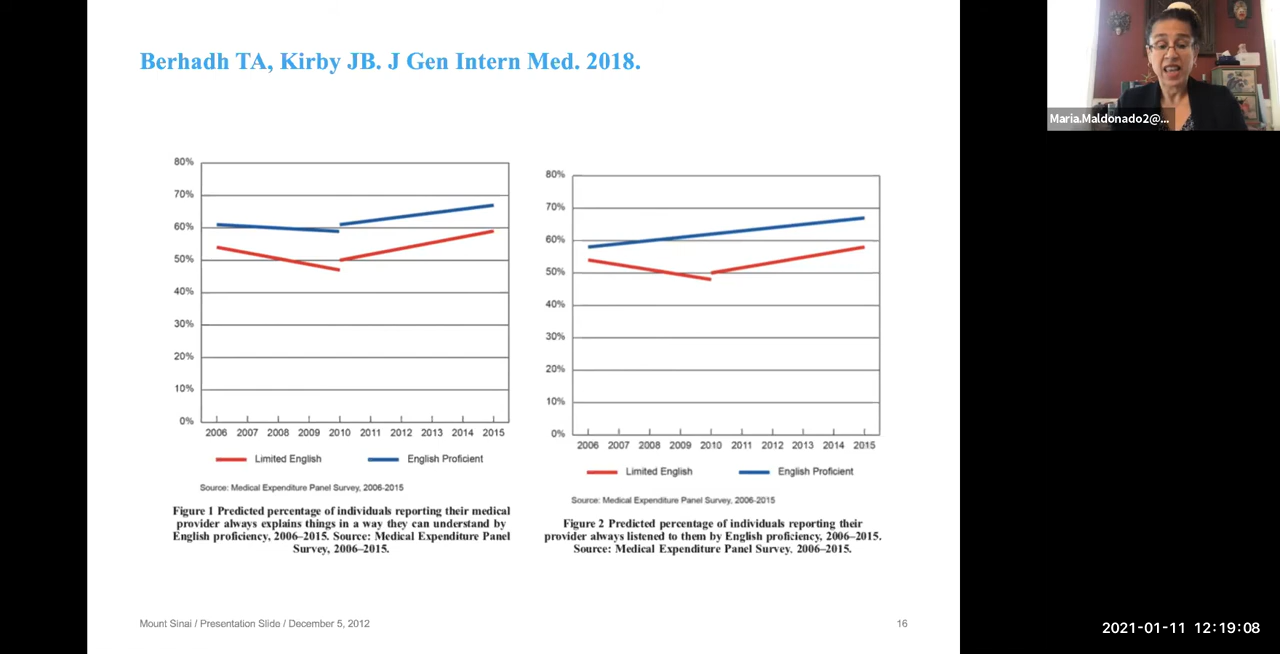 Berhadh TA, Kirby JB. J Gen Intern Med. 2018.
80%
70%
60%
50%
40%
30%
20%
10%
0%
2006 2007 2008 2009 2010 2011 2012 2013 2014 2015
Limited English English Proficient
Source: Medical Expenditure Panel Survey, 2006-2015
Figure 1 Predicted percentage of individuals reporting their medical
provider always explains things in a way they can understand by
English proficiency, 2006–2015. Source: Medical Expenditure Panel
Survey, 2006–2015.
80%
70%
60%
50%
40%
30%
20%
10%
0%
2006 2007 2008 2009 2010 2011 2012 2013 2014 2015
Limited English English Proficient
Source: Medical Expenditure Panel Survey, 2006-2015
Figure 2 Predicted percentage of individuals reporting their
provider always listened to them by English proficiency, 2006–2015.
Source: Medical Expenditure Panel Survey. 2006–2015.
Mount Sinai / Presentation Slide / December 5, 2012
16
Maria.Maldonado2@...
2021-01-11 12:19:08